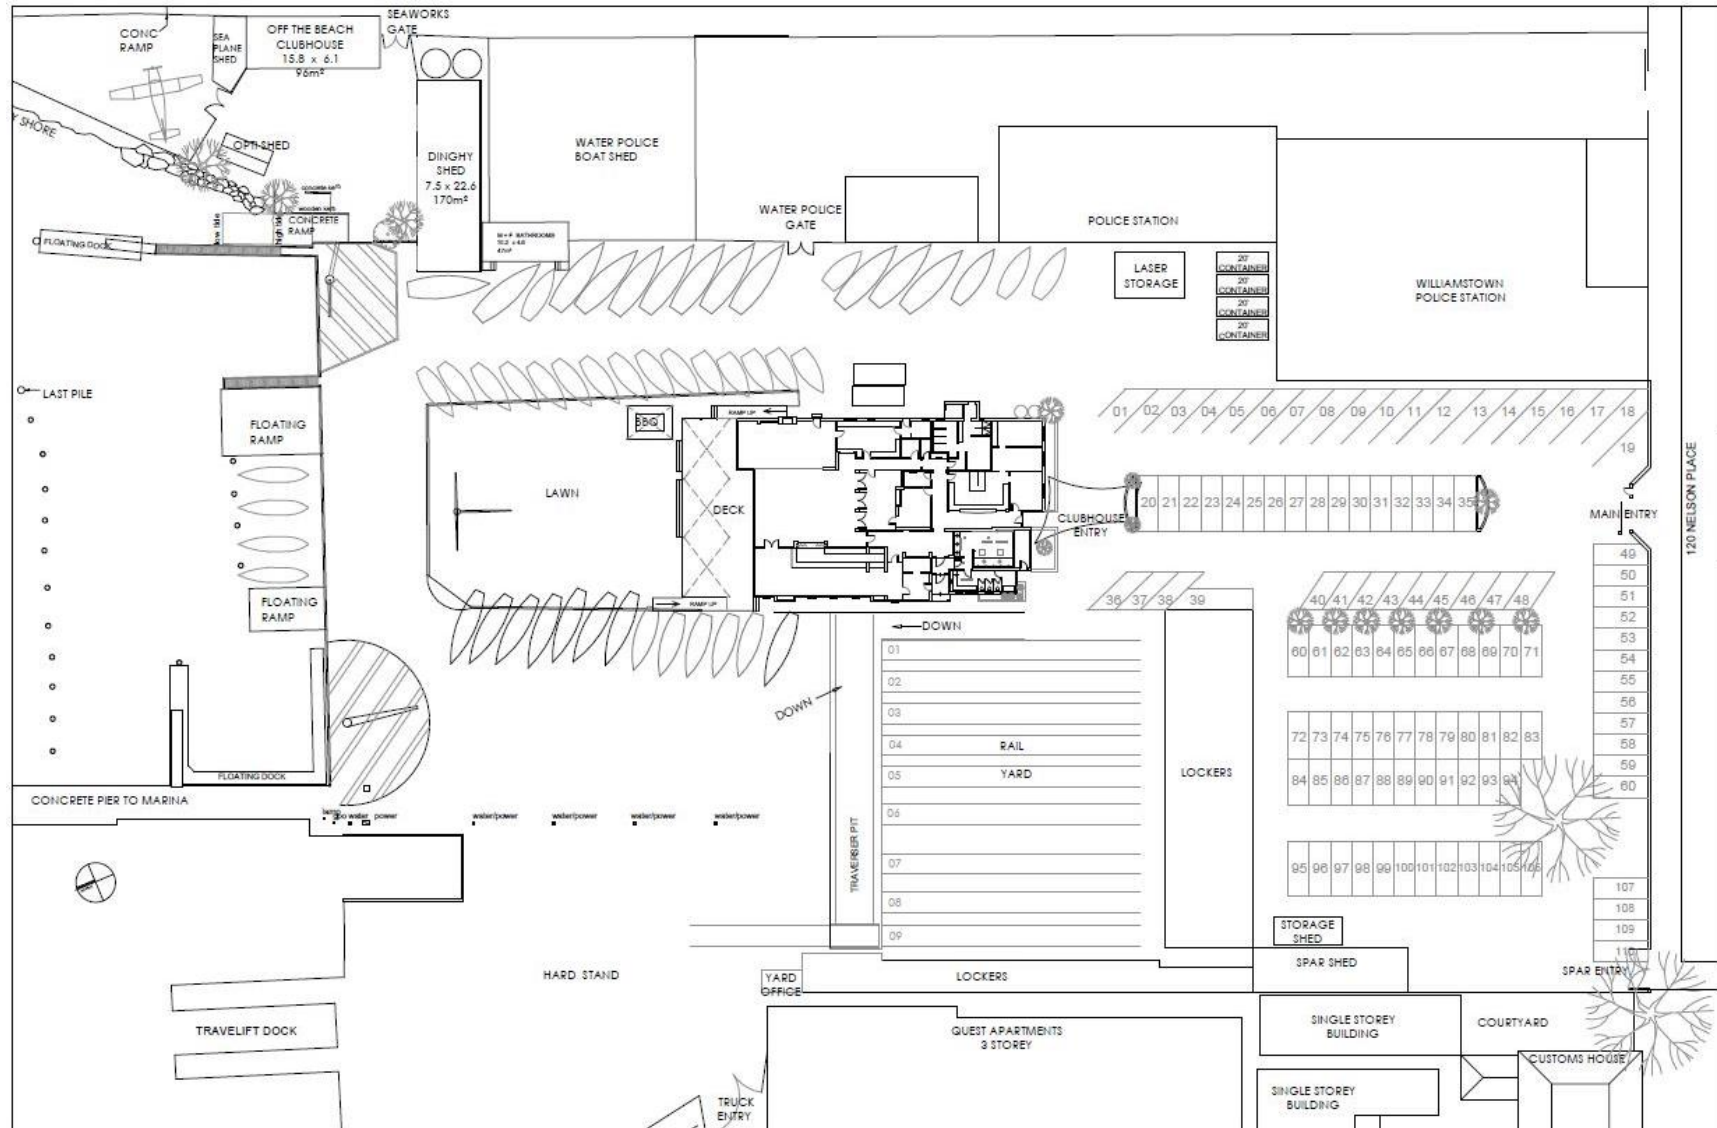 CONC
RAMP
SEA
PLANE
SHED
OFF THE BEACH
CLUBHOUSE
15.8 x 6.1
96m²
SEAWORKS
GATE
Y SHORE
OPTI SHED
DINGHY
SHED
7.5 x 22.6
170m²
WATER POLICE
BOAT SHED
concrete kerb
wooden kerb
low tide
high tide
CONCRETE
RAMP
FLOATING DOCK
M + F BATHROOMS
WATER POLICE
GATE
POLICE STATION
LASER
STORAGE
20'
CONTAINER
20'
CONTAINER
20'
CONTAINER
20'
CONTAINER
WILLIAMSTOWN
POLICE STATION
LAST PILE
FLOATING
RAMP
BBQ
RAMP UP
LAWN
DECK
CLUBHOUSE
ENTRY
01 02 03 04 05 06 07 08 09 10 11 12 13 14 15 16 17 18
19
20 21 22 23 24 25 26 27 28 29 30 31 32 33 34 35
MAIN ENTRY
120 NELSON PLACE
FLOATING
RAMP
RAMP UP
DOWN
36 37 38 39
40 41 42 43 44 45 46 47 48
49
50
51
52
53
54
55
56
57
58
59
60
60 61 62 63 64 65 66 67 68 69 70 71
72 73 74 75 76 77 78 79 80 81 82 83
84 85 86 87 88 89 90 91 92 93 94
95 96 97 98 99 100 101 102 103 104 105 106
107
108
109
110
DOWN
01
02
03
04
05
06
07
08
09
RAIL
YARD
TRAVERSER PIT
LOCKERS
FLOATING DOCK
CONCRETE PIER TO MARINA
water power
water/power
water/power
water/power
water/power
HARD STAND
TRAVELIFT DOCK
YARD
OFFICE
LOCKERS
STORAGE
SHED
SPAR SHED
SPAR ENTRY
QUEST APARTMENTS
3 STOREY
SINGLE STOREY
BUILDING
COURTYARD
CUSTOMS HOUSE
SINGLE STOREY
BUILDING
TRUCK
ENTRY